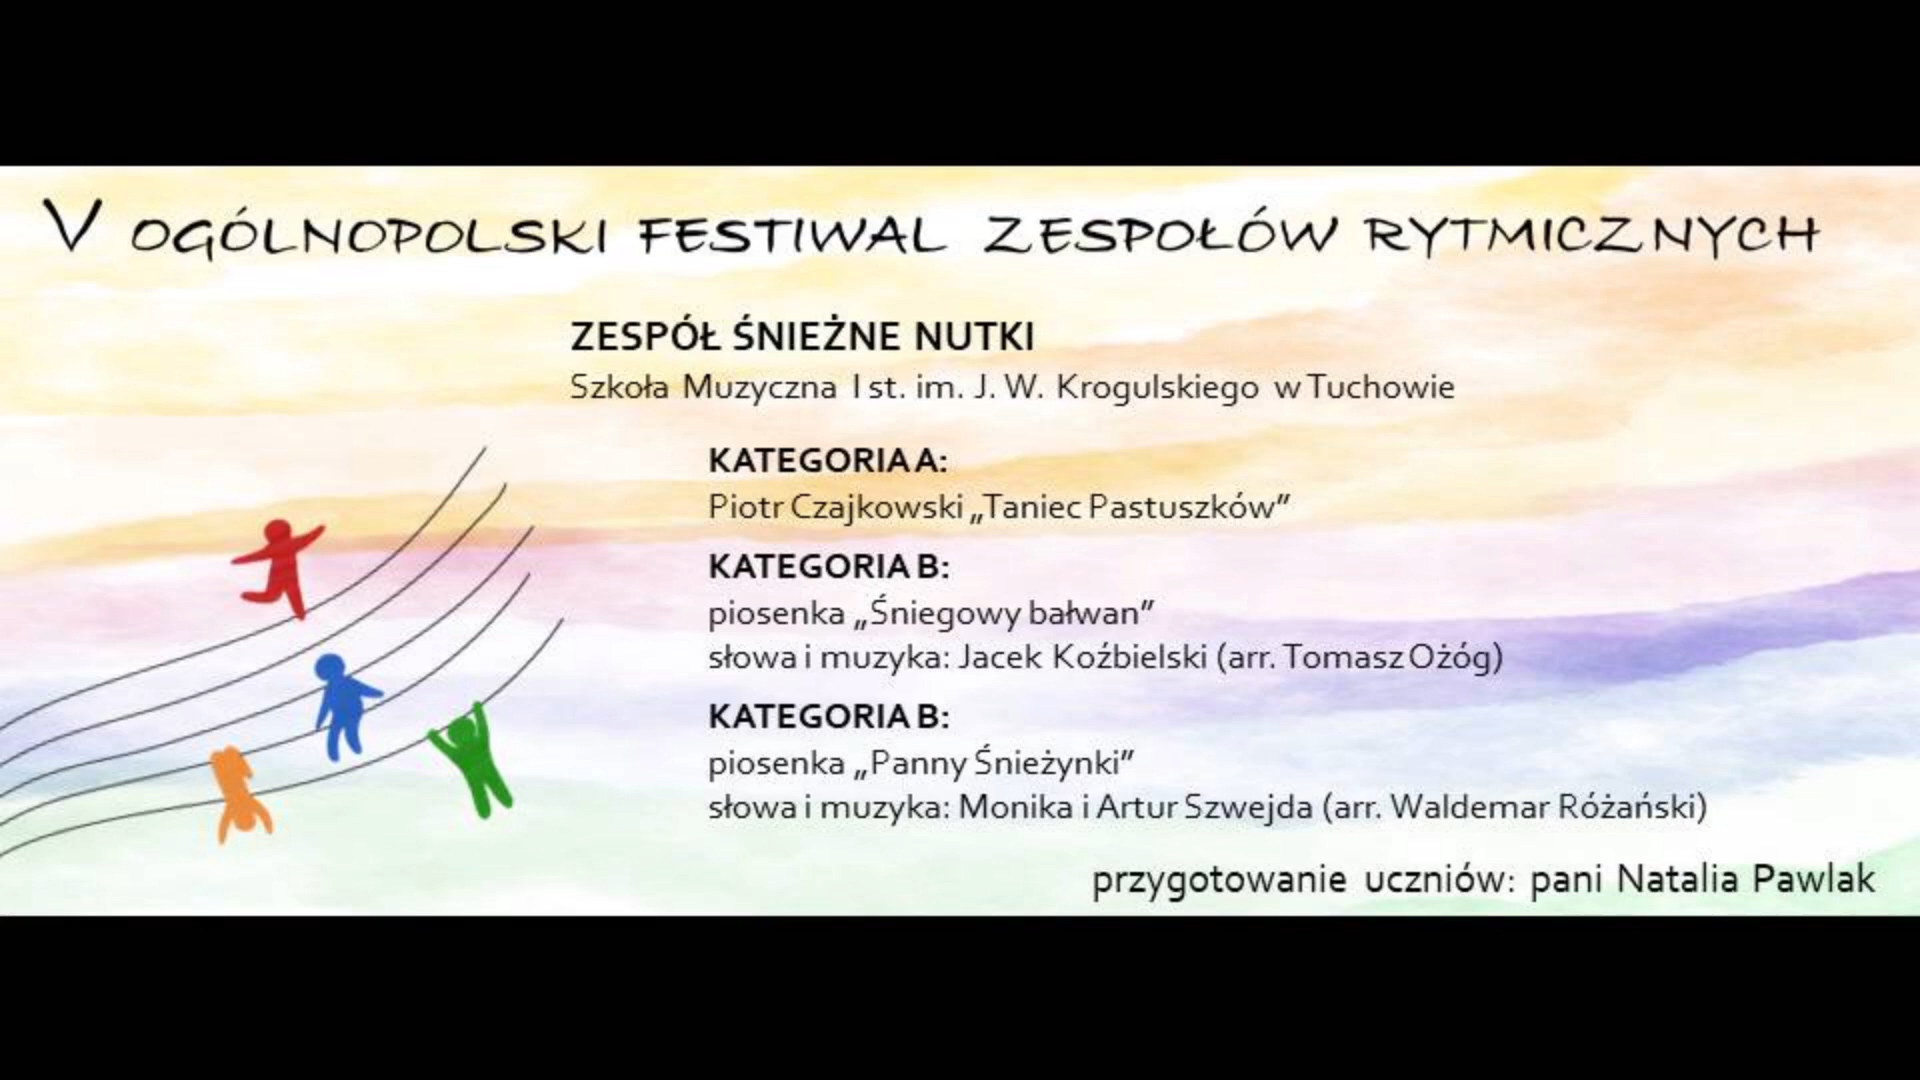 V OGÓLNOPOLSKI FESTIWAL ZESPOŁÓW RYTMICZNYCH
ZESPÓŁ ŚNIEŻNE NUTKI
Szkoła Muzyczna I st. im. J. W. Krogulskiego w Tuchowie
KATEGORIA A:
Piotr Czajkowski „Taniec Pastuszków”
KATEGORIA B:
piosenka „Śniegowy bałwan”
słowa i muzyka: Jacek Koźbielski (arr. Tomasz Ożóg)
KATEGORIA B:
piosenka „Panny Śnieżynki”
słowa i muzyka: Monika i Artur Szwejda (arr. Waldemar Różański)
przygotowanie uczniów: pani Natalia Pawlak